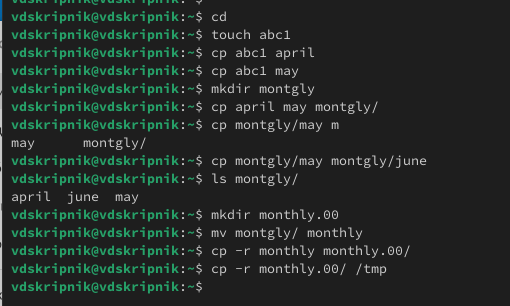 vdskripnik@vdskripnik:~$ cd
vdskripnik@vdskripnik:~$ touch abc1
vdskripnik@vdskripnik:~$ cp abc1 april
vdskripnik@vdskripnik:~$ cp abc1 may
vdskripnik@vdskripnik:~$ mkdir montgly
vdskripnik@vdskripnik:~$ cp april may montgly/
vdskripnik@vdskripnik:~$ cp montgly/may m
may      montgly/
vdskripnik@vdskripnik:~$ cp montgly/may montgly/june
vdskripnik@vdskripnik:~$ ls montgly/
april  june  may
vdskripnik@vdskripnik:~$ mkdir monthly.00
vdskripnik@vdskripnik:~$ mv montgly/ monthly
vdskripnik@vdskripnik:~$ cp -r monthly monthly.00/
vdskripnik@vdskripnik:~$ cp -r monthly.00/ /tmp
vdskripnik@vdskripnik:~$